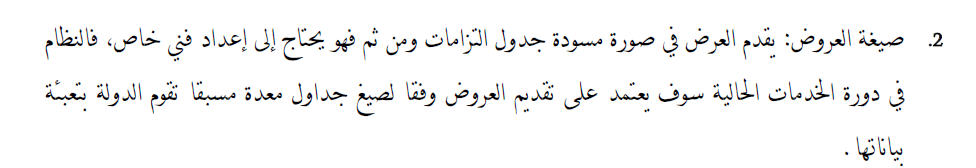 2. صيغة العروض: يقدم العرض في صورة مسودة جدول التزامات ومن ثم فهو يحتاج إلى إعداد فني خاص، فالنظام
في دورة الخدمات الحالية سوف يعتمد على تقديم العروض وفقا لصيغ جداول معدة مسبقا تقوم الدولة بتعبئة
بياناتها .